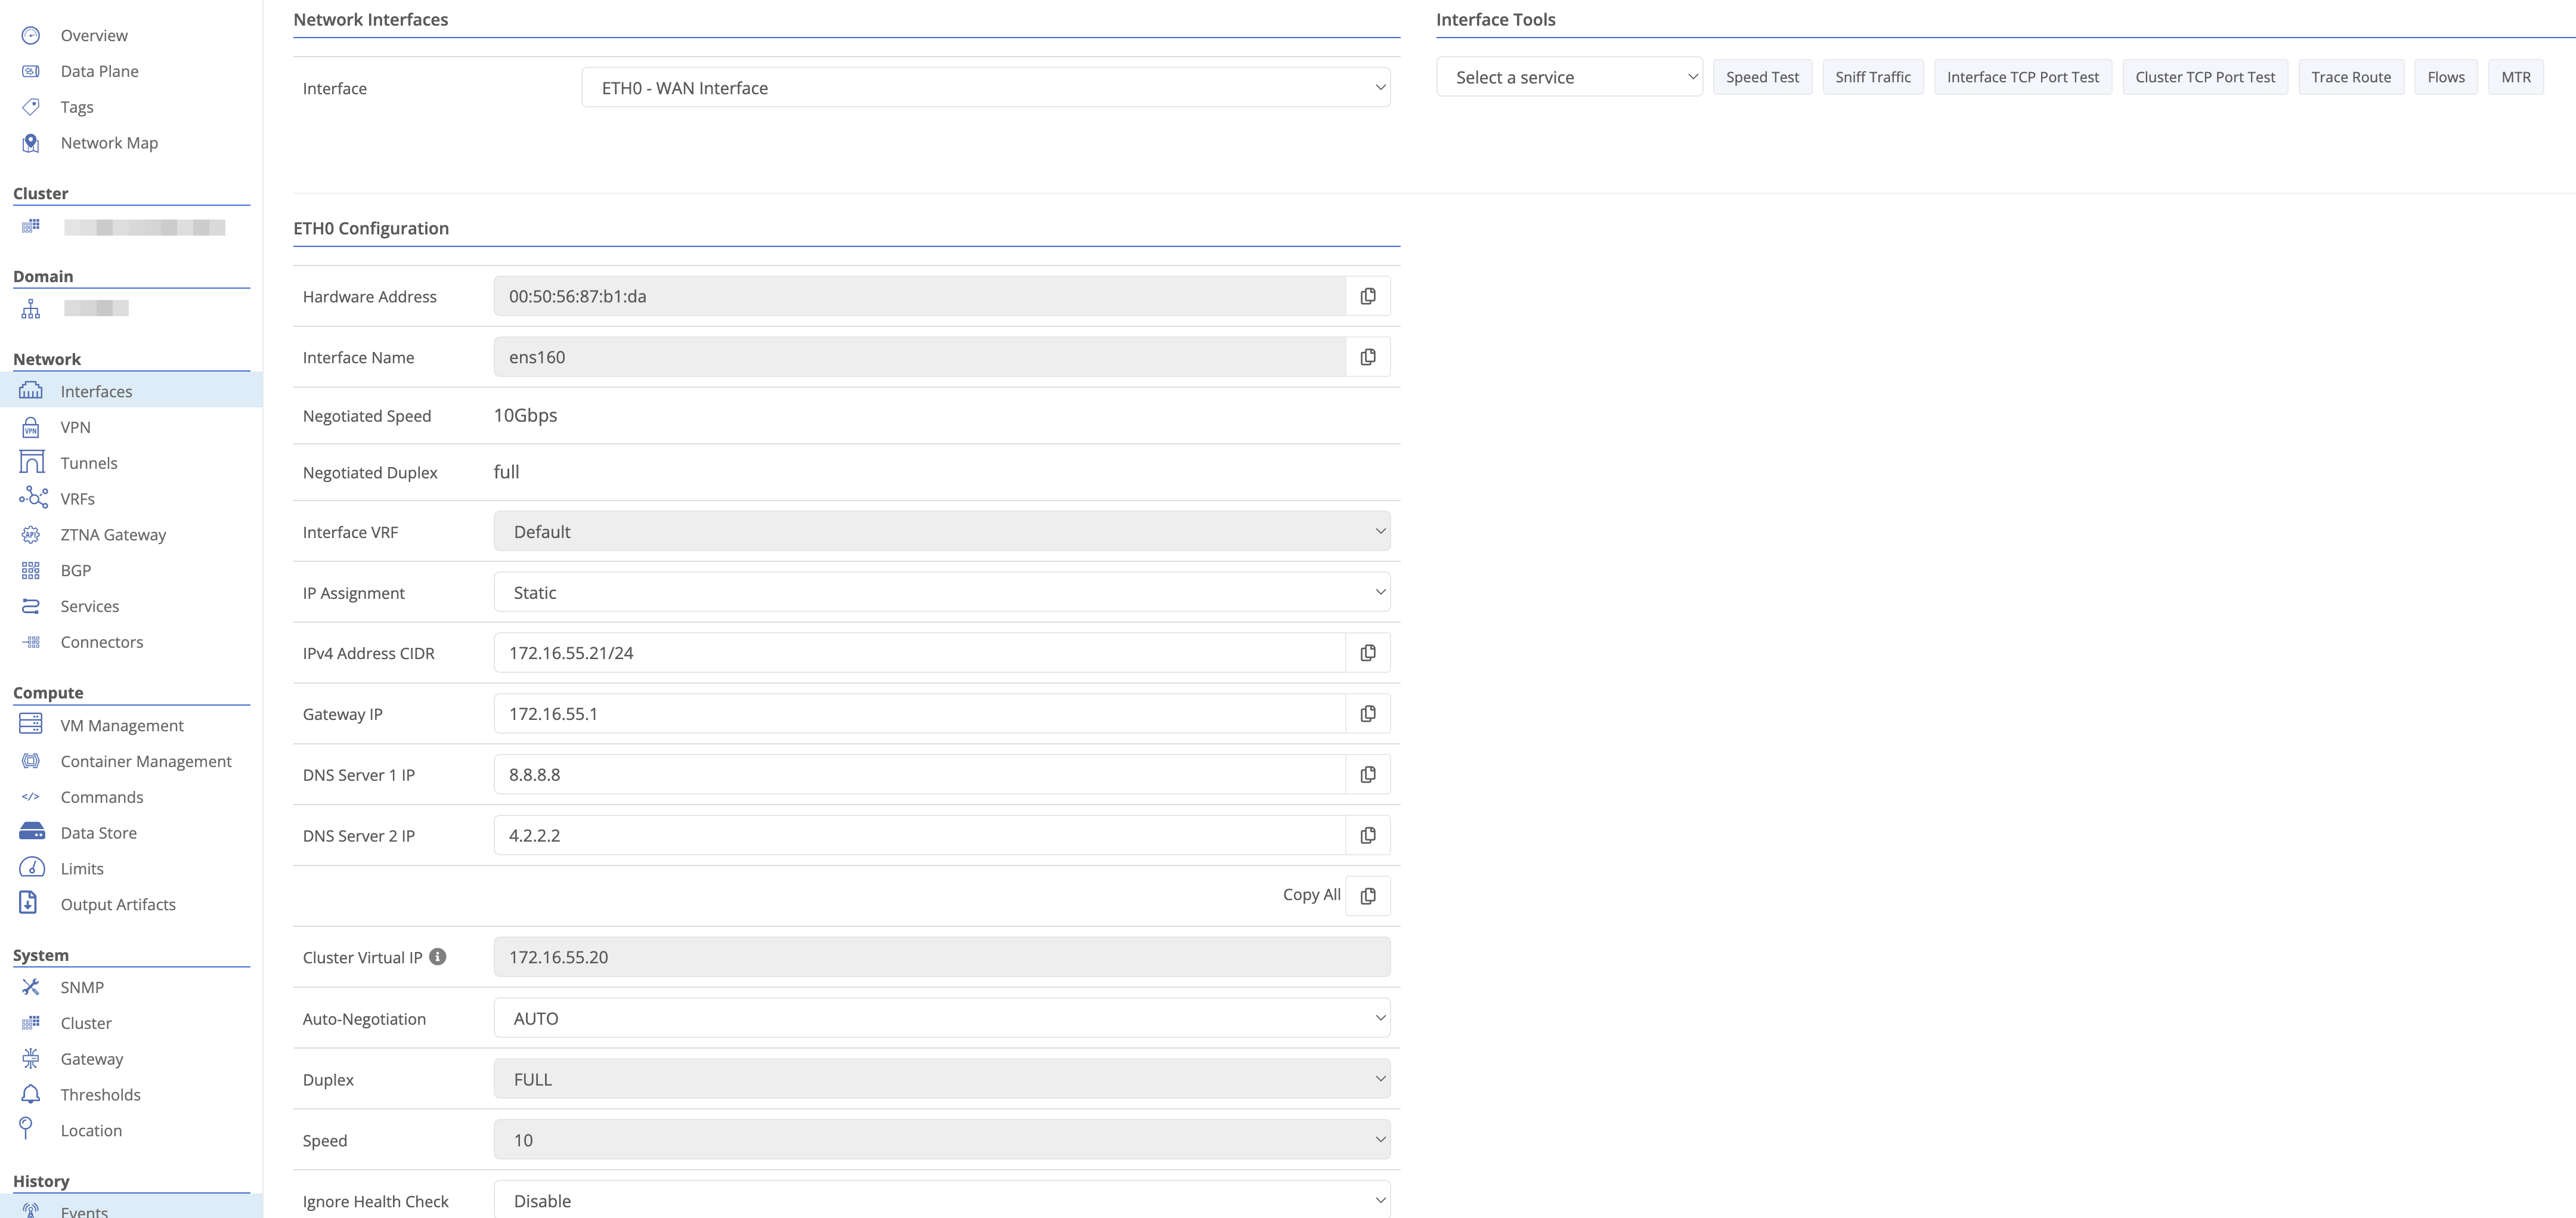 Overview
Data Plane
Tags
Network Map
Cluster
Domain
Network
Interfaces
VPN
VPN
Tunnels
VRFs
API
ZTNA Gateway
BGP
Services
Connectors
Compute
VM Management
Container Management
</>
Commands
Data Store
Limits
Output Artifacts
System
SNMP
Cluster
Gateway
Thresholds
Location
History
Events
Network Interfaces
Interface
ETH0 - WAN Interface
Interface Tools
Select a service
Speed Test
Sniff Traffic
Interface TCP Port Test
Cluster TCP Port Test
Trace Route
Flows
MTR
ETH0 Configuration
Hardware Address
00:50:56:87:b1:da
Interface Name
ens160
Negotiated Speed
10Gbps
Negotiated Duplex
full
Interface VRF
Default
IP Assignment
Static
IPv4 Address CIDR
172.16.55.21/24
Gateway IP
172.16.55.1
DNS Server 1 IP
8.8.8.8
DNS Server 2 IP
4.2.2.2
Copy All
Cluster Virtual IP
172.16.55.20
Auto-Negotiation
AUTO
Duplex
FULL
Speed
10
Ignore Health Check
Disable